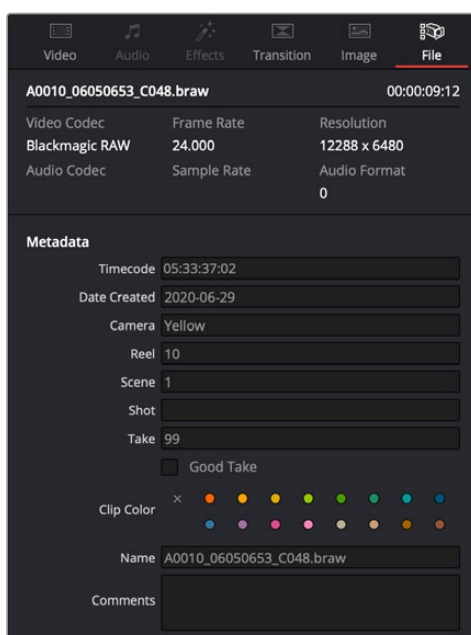 Video Audio Effects Transition Image File
A0010_06050653_C048.braw 00:00:09:12
Video Codec Frame Rate Resolution
Blackmagic RAW 24.000 12288 x 6480
Audio Codec Sample Rate Audio Format
0
Metadata
Timecode 05:33:37:02
Date Created 2020-06-29
Camera Yellow
Reel 10
Scene 1
Shot
Take 99
Good Take
Clip Color
Name A0010_06050653_C048.braw
Comments